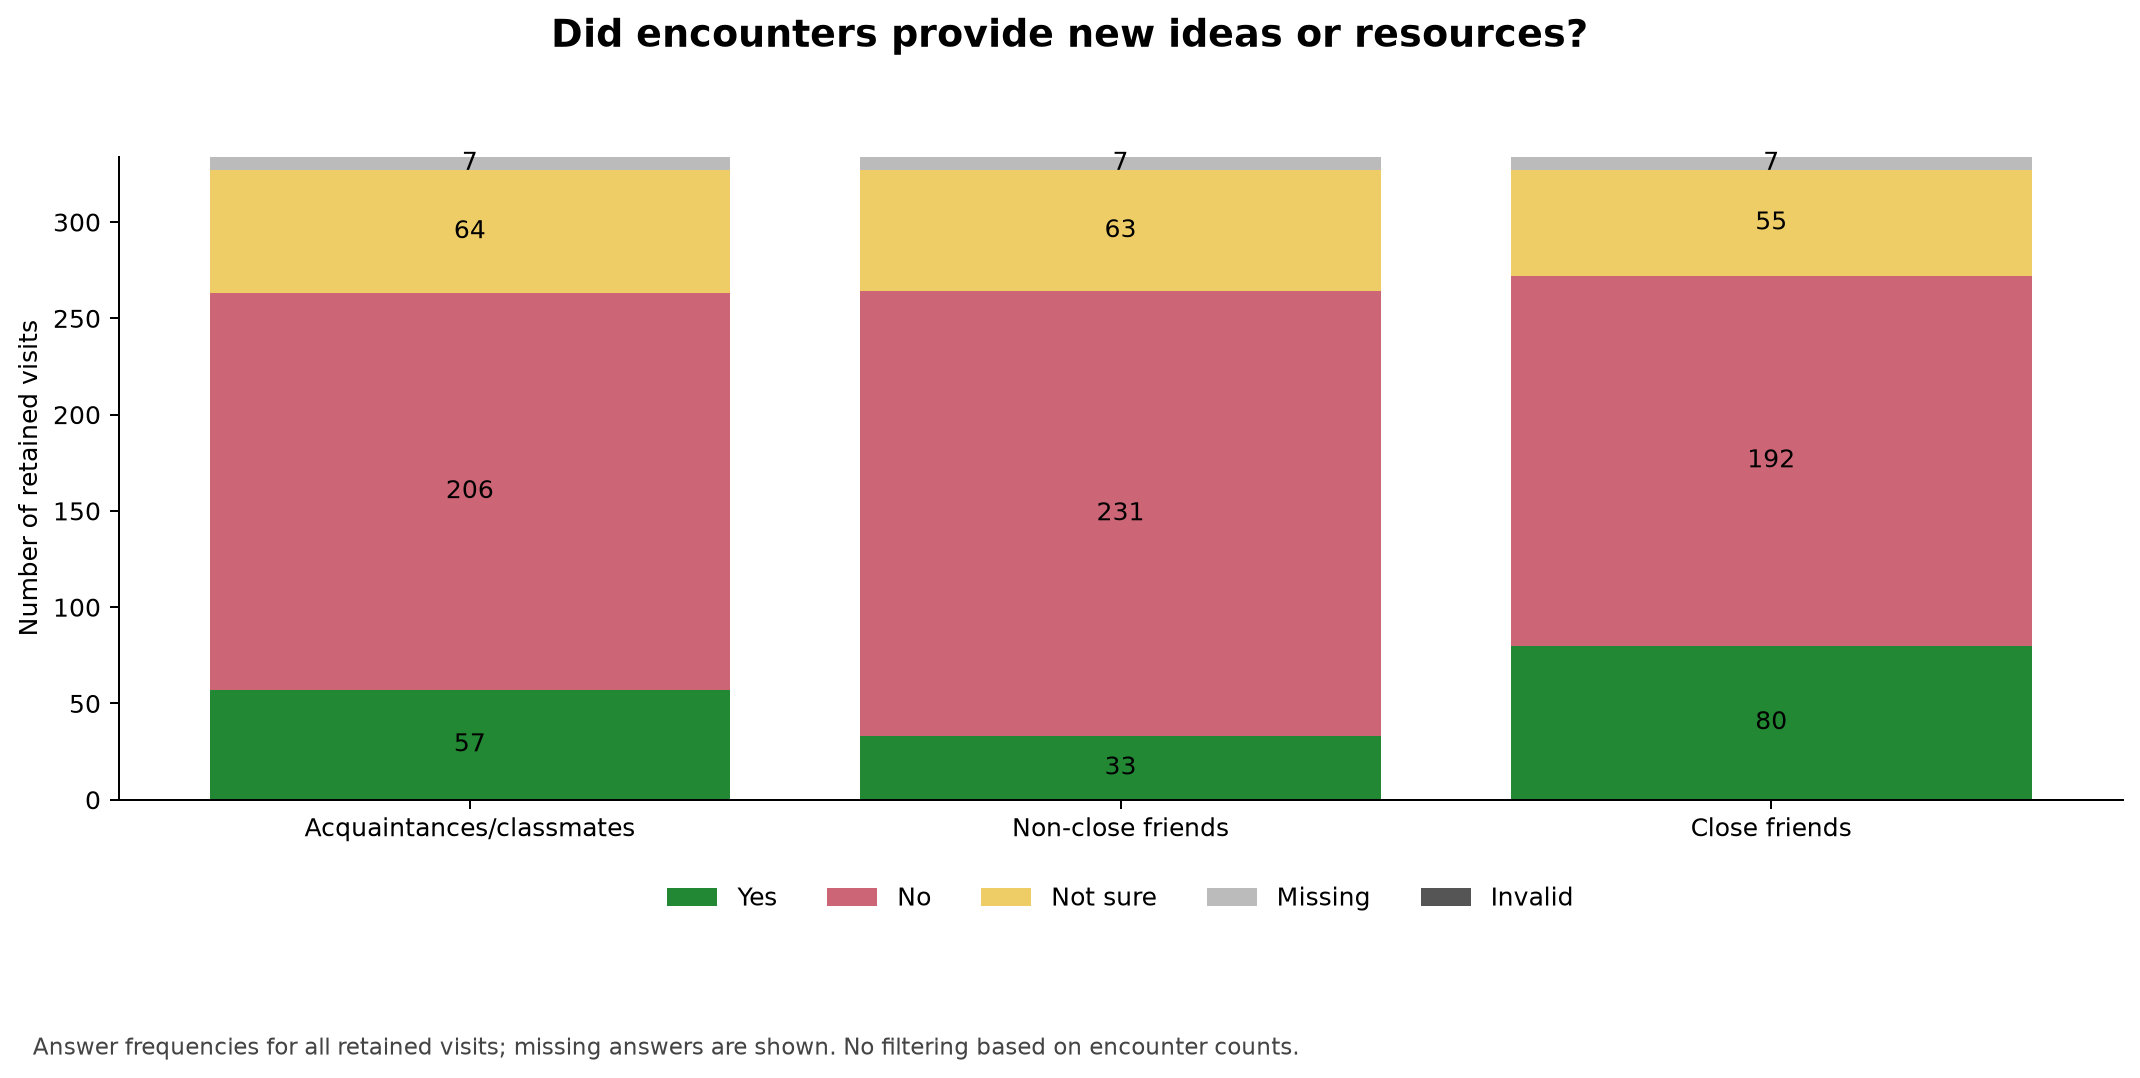 Did encounters provide new ideas or resources?
Number of retained visits
300
250
200
150
100
50
0
7
64
206
57
7
63
231
33
7
55
192
80
Acquaintances/classmates
Non-close friends
Close friends
Yes
No
Not sure
Missing
Invalid
Answer frequencies for all retained visits; missing answers are shown. No filtering based on encounter counts.